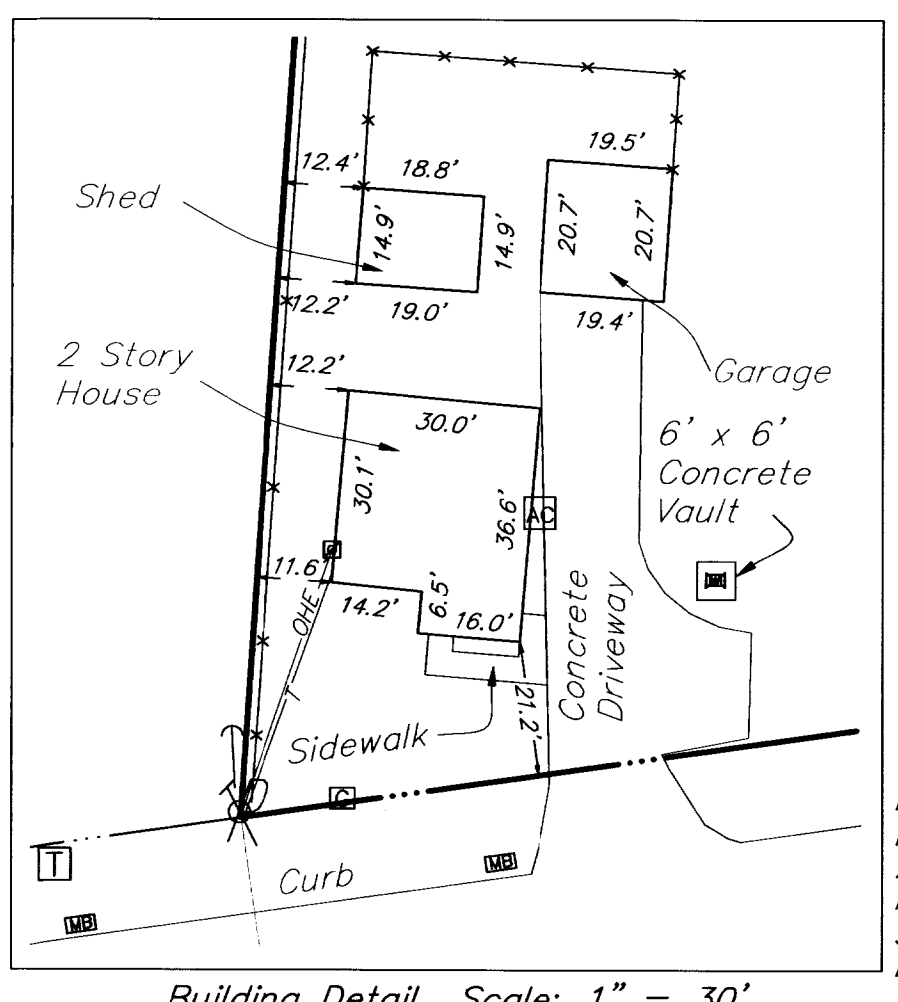 19.5'
12.4'
18.8'
Shed
14.9'
14.9'
20.7'
20.7'
12.2'
19.0'
19.4'
2 Story
House
12.2'
Garage
30.0'
6' x 6'
Concrete
Vault
30.1'
36.6'
AC
11.6'
OHE
T
14.2'
6.5'
16.0'
Concrete
Driveway
21.2'
Sidewalk
G
T
Curb
MB
MB
Building Detail Scale: 1" = 30'